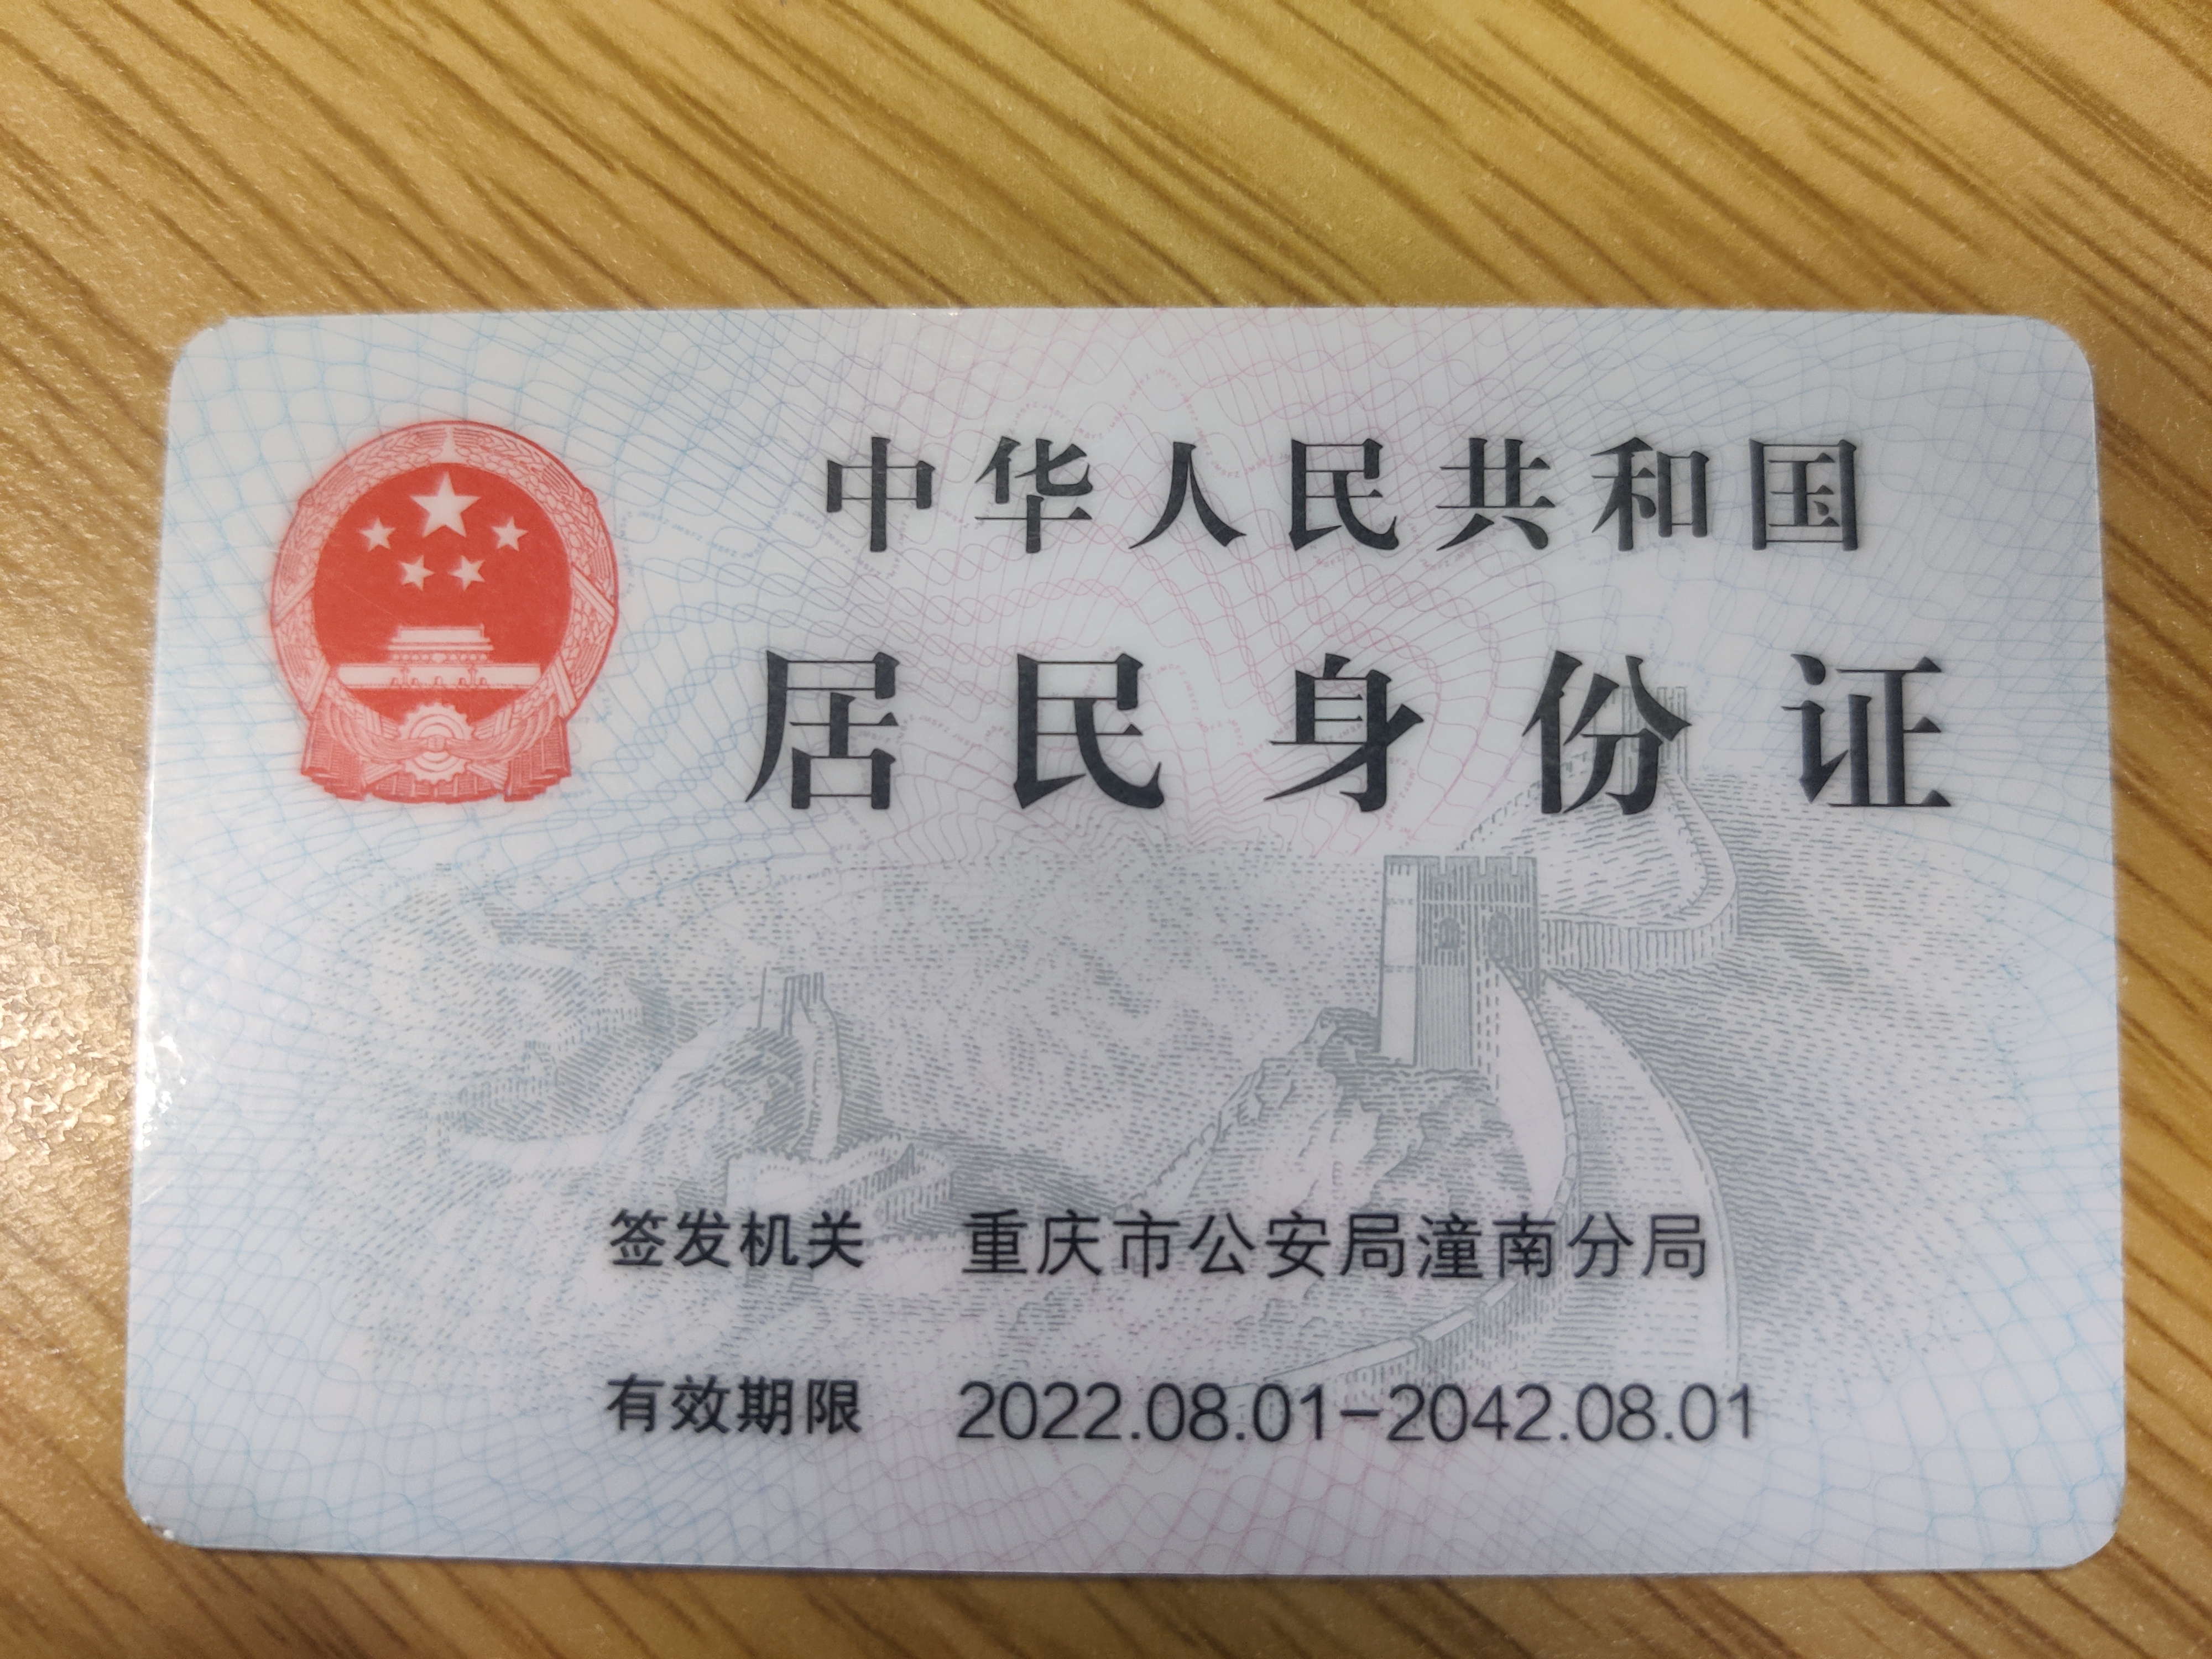 中华人民共和国
居民身份证
签发机关 重庆市公安局潼南分局
有效期限 2022.08.01-2042.08.01